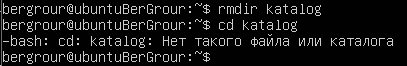 bergrour@ubuntuBerGrour:~$ rmdir katalog
bergrour@ubuntuBerGrour:~$ cd katalog
-bash: cd: katalog: Нет такого файла или каталога
bergrour@ubuntuBerGrour:~$